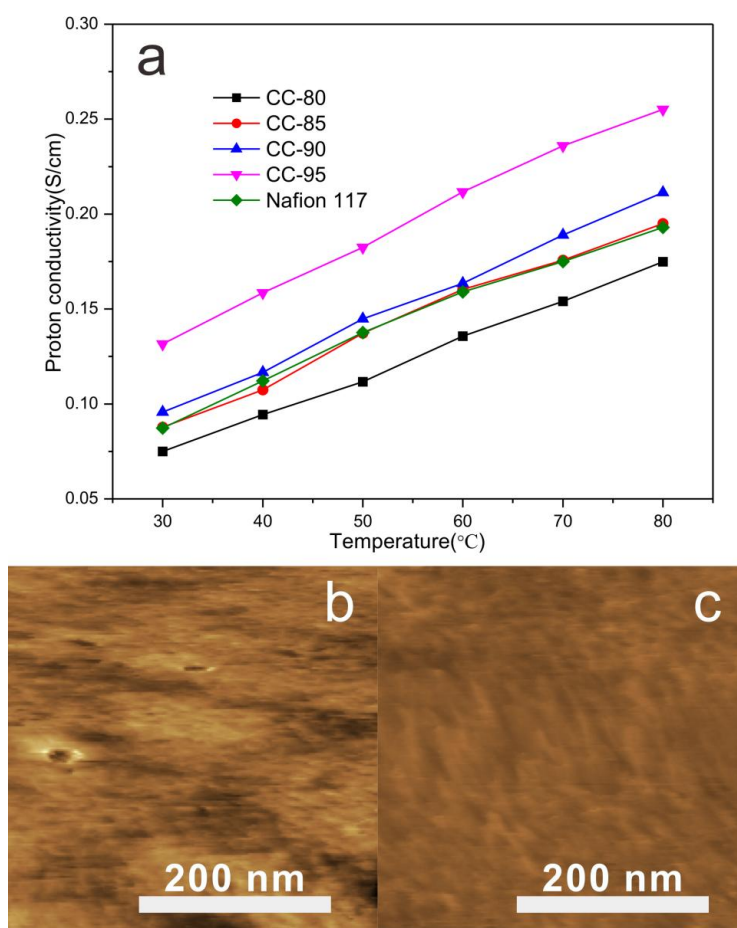 0.30
a
CC-80
CC-85
0.25
CC-90
CC-95
Nafion 117
0.20
Proton conductivity(S/cm)
0.15
0.10
0.05
30 40 50 60 70 80
Temperature(°C)
b
c
200 nm
200 nm